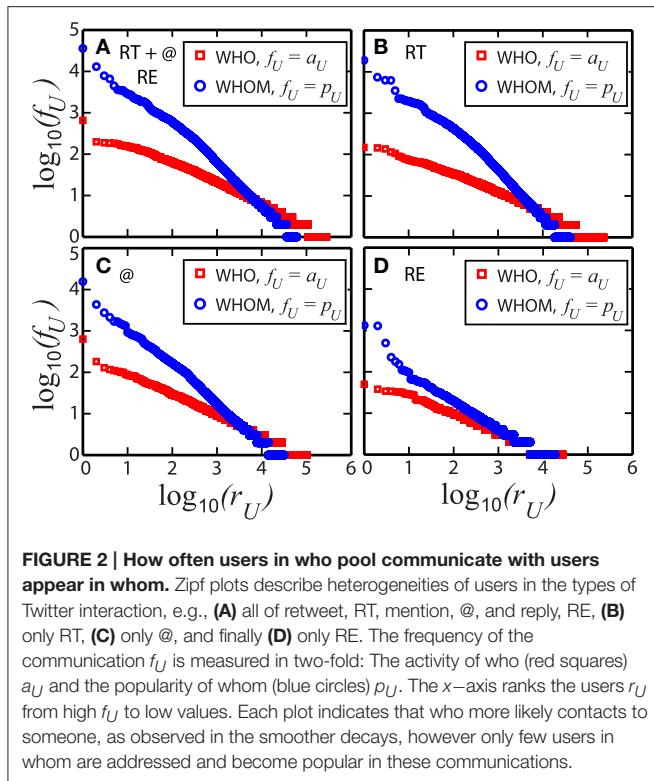 A RT + @
RE
WHO, f_U = a_U
WHOM, f_U = p_U
B RT
WHO, f_U = a_U
WHOM, f_U = p_U
log10(f_U)
5
4
3
2
1
0
C @
WHO, f_U = a_U
WHOM, f_U = p_U
D RE
WHO, f_U = a_U
WHOM, f_U = p_U
log10(f_U)
4
3
2
1
0
0 1 2 3 4 5 6
0 1 2 3 4 5 6
log10(r_U)
log10(r_U)
FIGURE 2 | How often users in who pool communicate with users
appear in whom. Zipf plots describe heterogeneities of users in the types of
Twitter interaction, e.g., (A) all of retweet, RT, mention, @, and reply, RE, (B)
only RT, (C) only @, and finally (D) only RE. The frequency of the
communication f_U is measured in two-fold: The activity of who (red squares)
a_U and the popularity of whom (blue circles) p_U. The x−axis ranks the users r_U
from high f_U to low values. Each plot indicates that who more likely contacts to
someone, as observed in the smoother decays, however only few users in
whom are addressed and become popular in these communications.